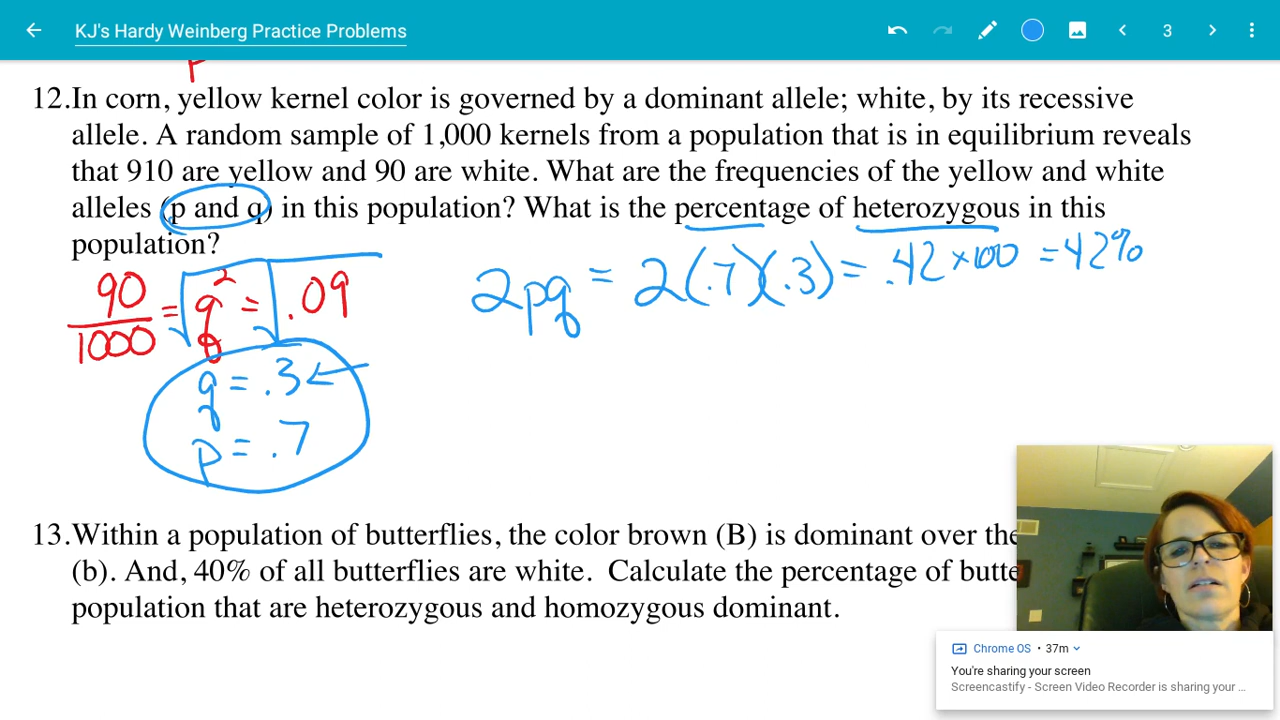 KJ's Hardy Weinberg Practice Problems
3
P
12.In corn, yellow kernel color is governed by a dominant allele; white, by its recessive
allele. A random sample of 1,000 kernels from a population that is in equilibrium reveals
that 910 are yellow and 90 are white. What are the frequencies of the yellow and white
alleles (p and q) in this population? What is the percentage of heterozygous in this
population?
90/1000 = √q² = √.09
q = .3 ←
p = .7
2pq = 2(.7)(.3) = .42 × 100 = 42%
13.Within a population of butterflies, the color brown (B) is dominant over the
(b). And, 40% of all butterflies are white. Calculate the percentage of butte
population that are heterozygous and homozygous dominant.
Chrome OS • 37m
You're sharing your screen
Screencastify - Screen Video Recorder is sharing your ...